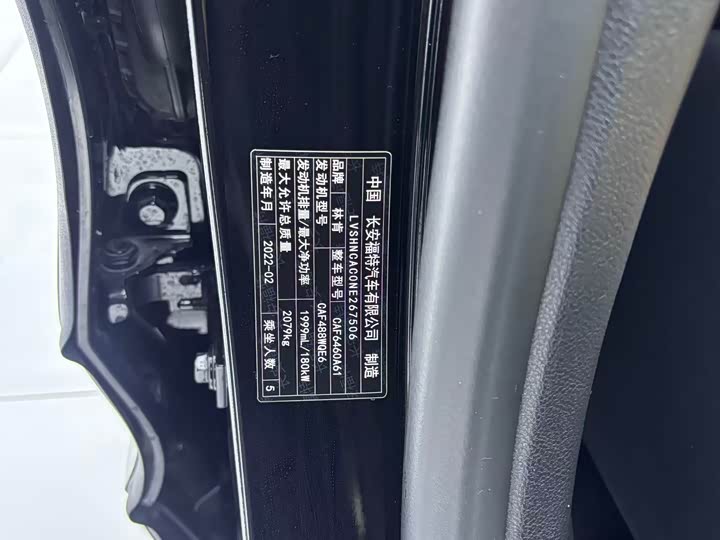 中国 长安福特汽车有限公司 制造
LVSHNCAC0NE267506
品牌 林肯 整车型号 CAF6460A61
发动机型号 CAF488WQE6
发动机排量/最大净功率 1999mL/180kW
最大允许总质量 2079kg
制造年月 2022-02 乘坐人数 5